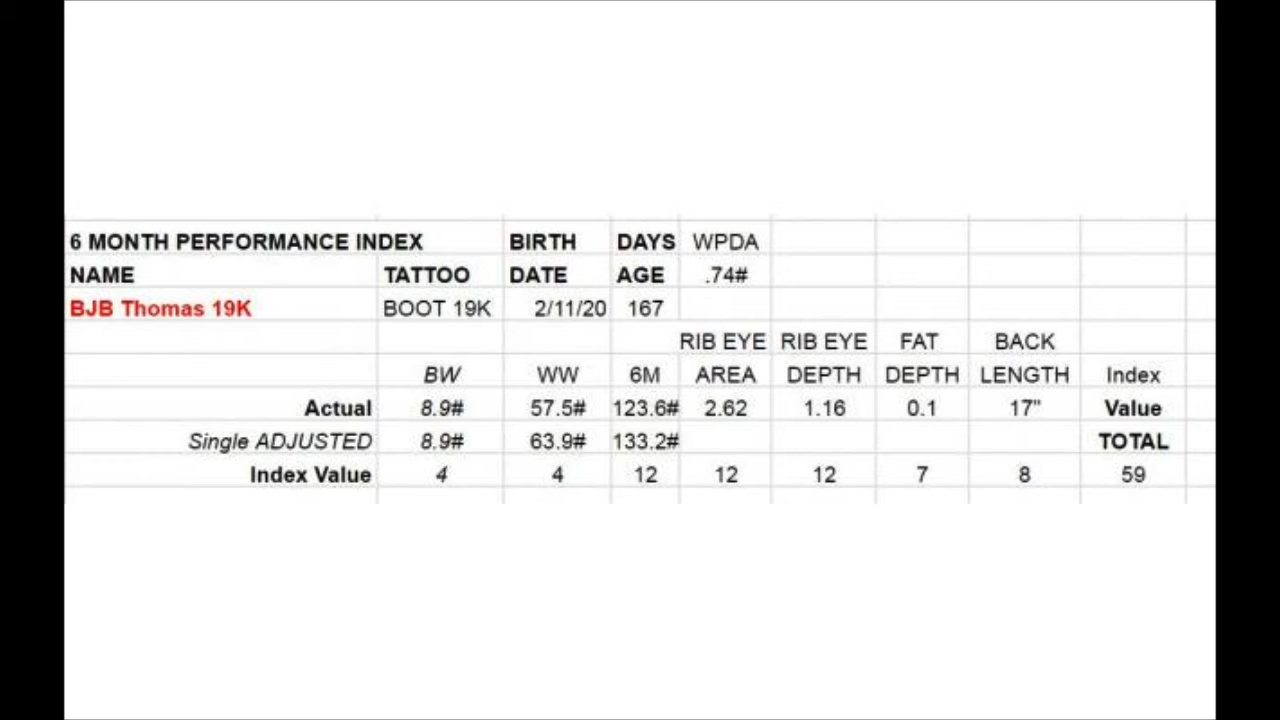 6 MONTH PERFORMANCE INDEX BIRTH DAYS WPDA
NAME TATTOO DATE AGE .74#
BJB Thomas 19K BOOT 19K 2/11/20 167
RIB EYE RIB EYE FAT BACK
BW WW 6M AREA DEPTH DEPTH LENGTH Index
Actual 8.9# 57.5# 123.6# 2.62 1.16 0.1 17" Value
Single ADJUSTED 8.9# 63.9# 133.2# TOTAL
Index Value 4 4 12 12 12 7 8 59